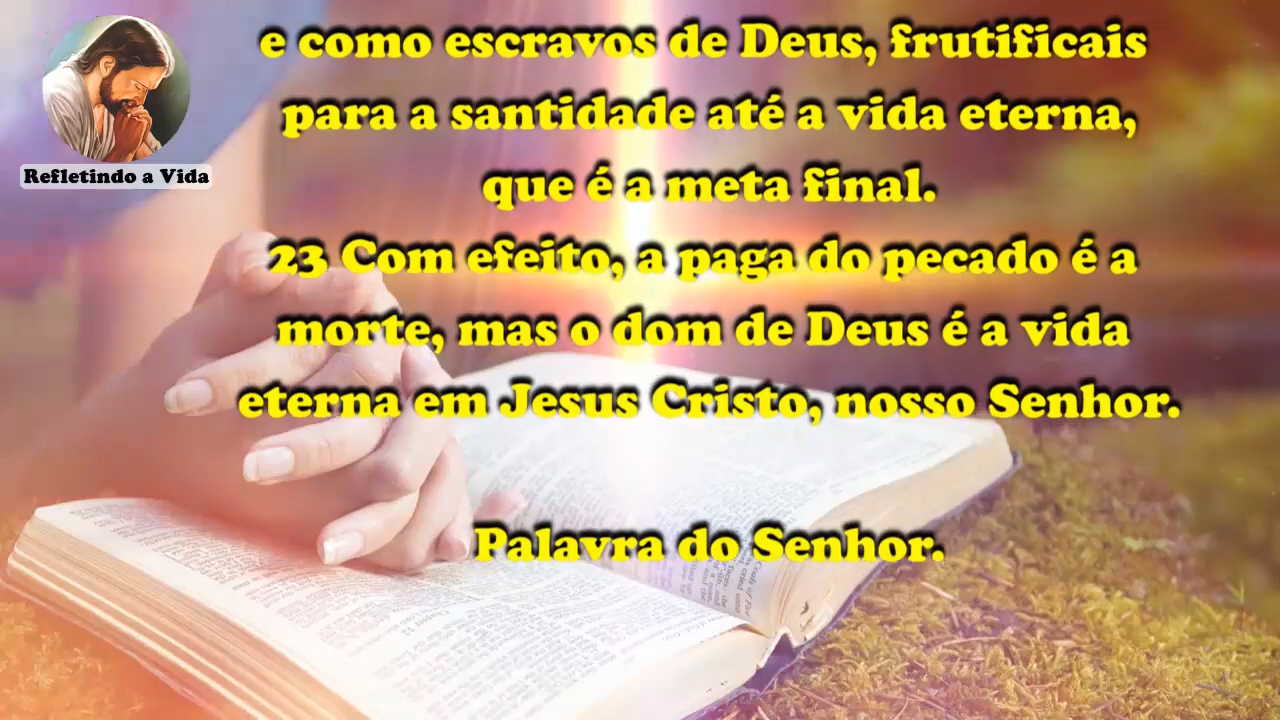 Refletindo a Vida
e como escravos de Deus, frutificais
para a santidade até a vida eterna,
que é a meta final.
23 Com efeito, a paga do pecado é a
morte, mas o dom de Deus é a vida
eterna em Jesus Cristo, nosso Senhor.
Palavra do Senhor.